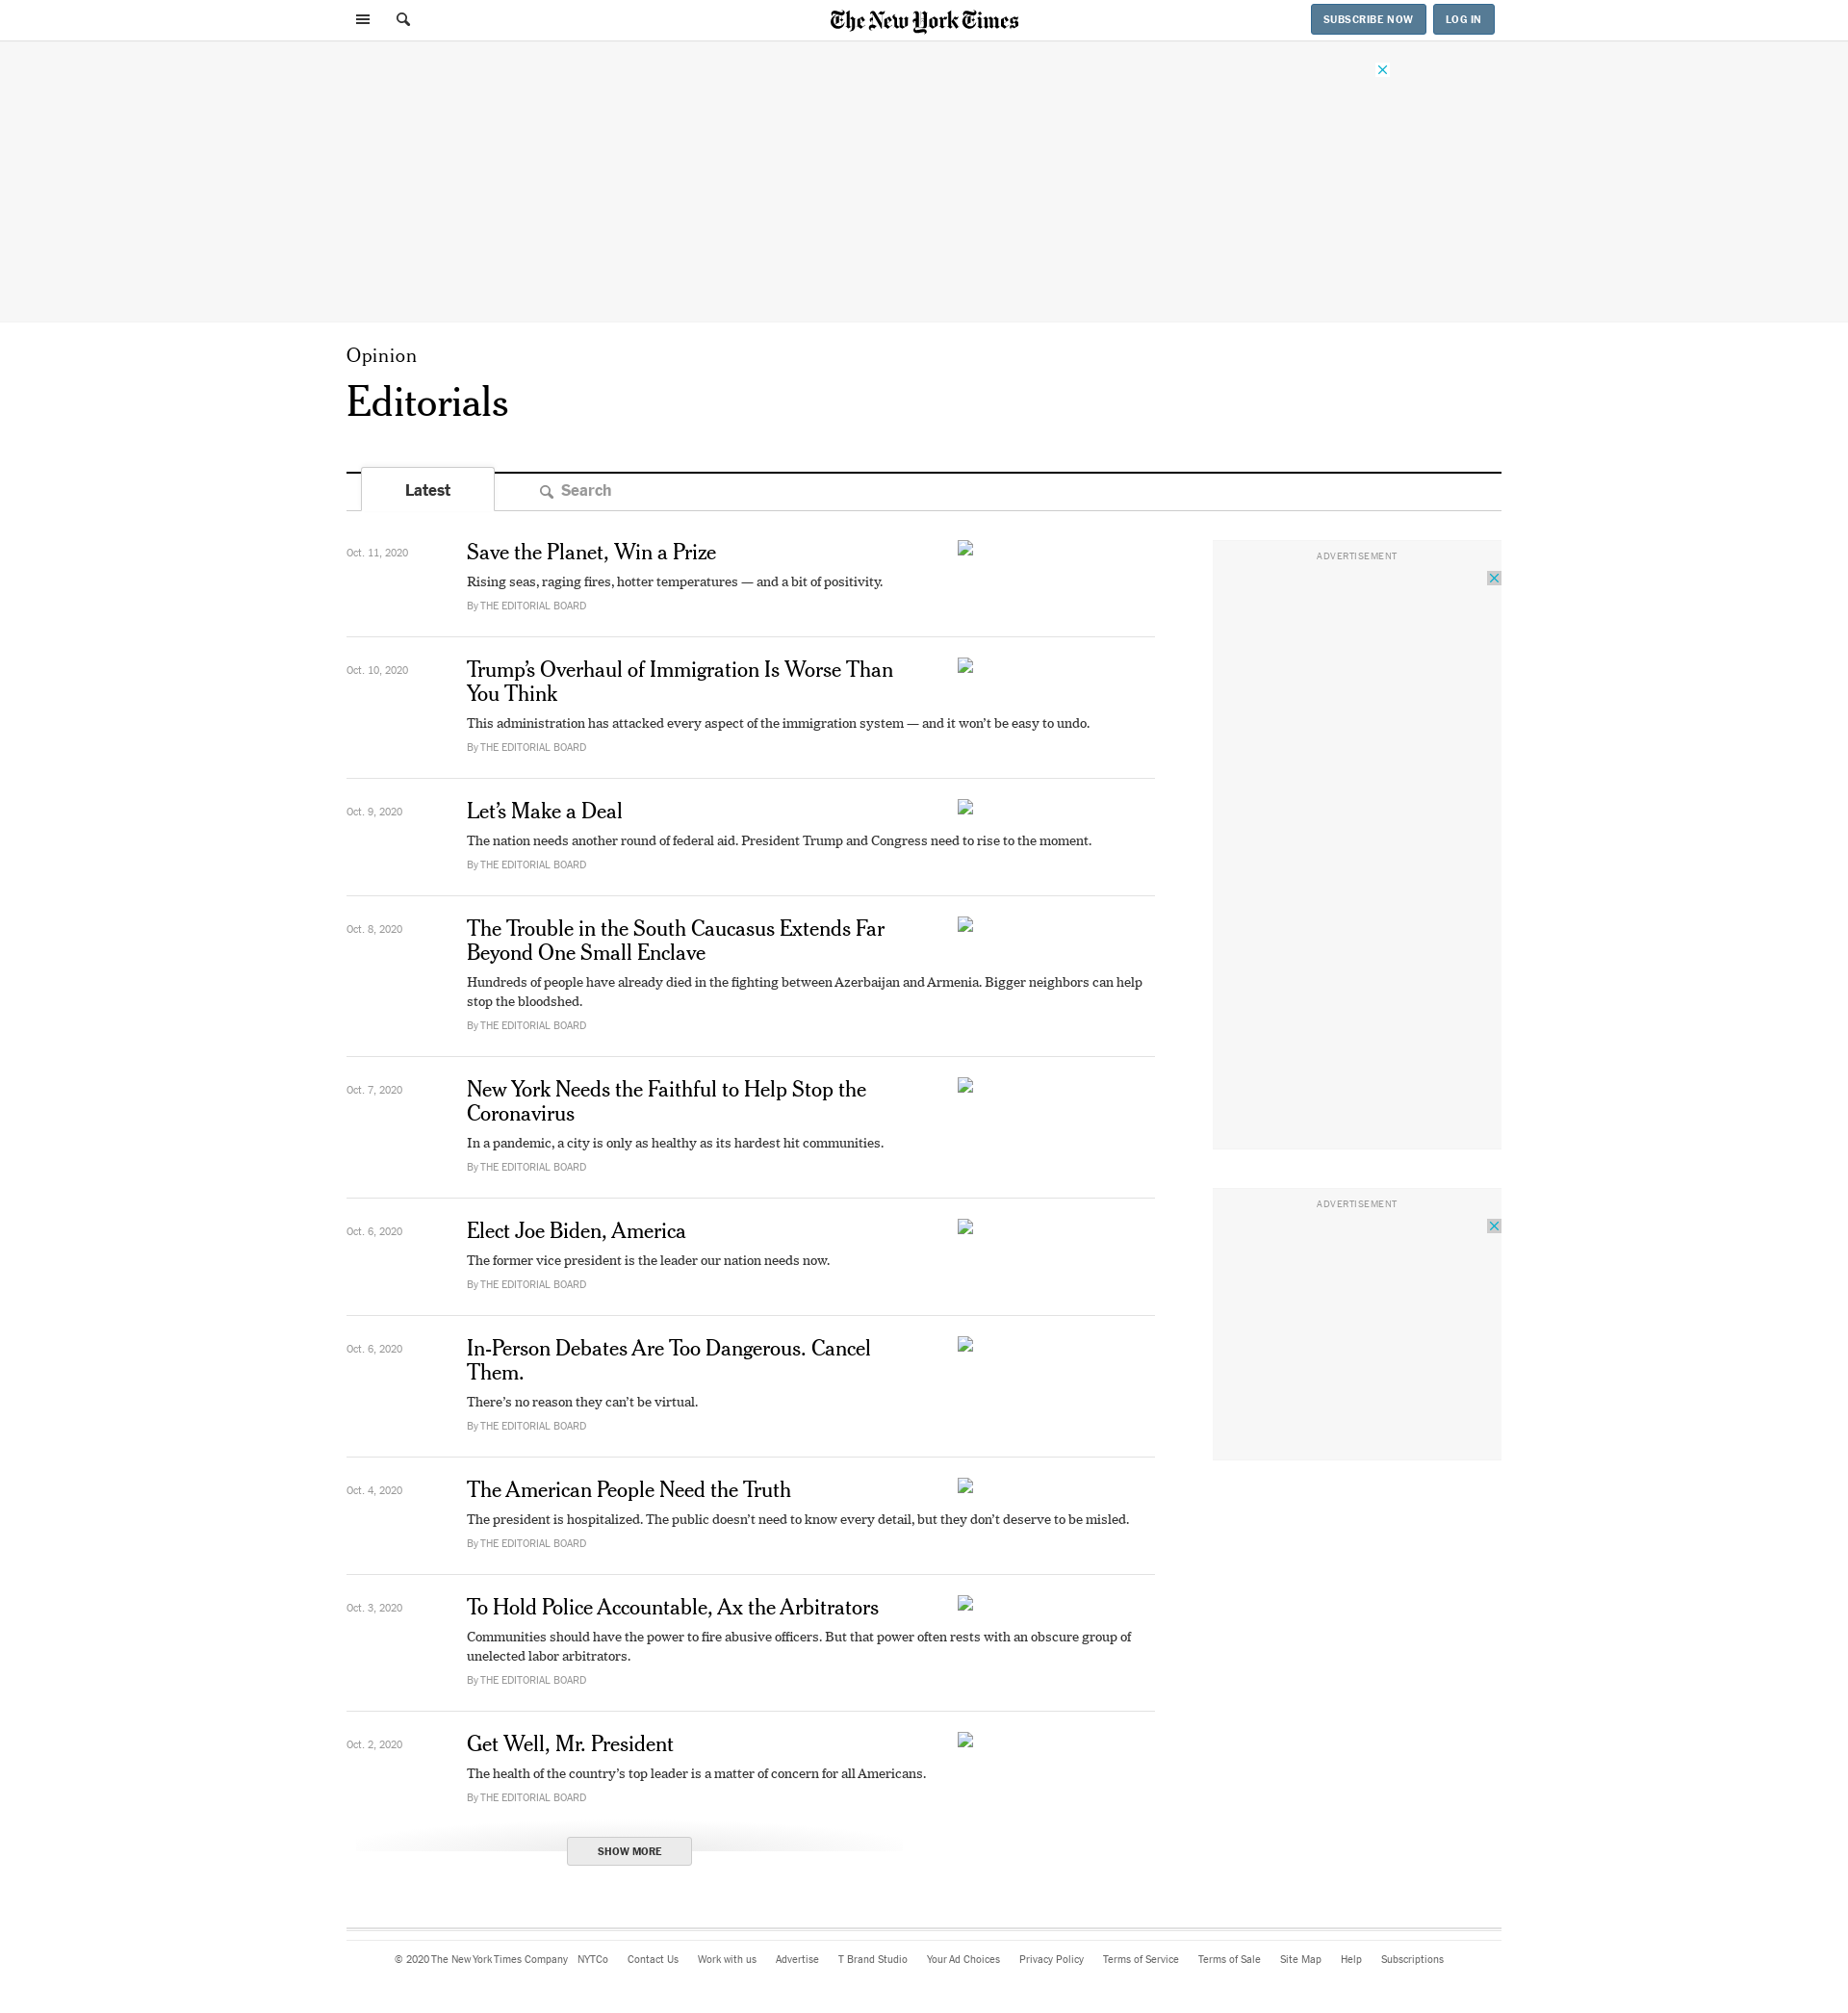 The New York Times
SUBSCRIBE NOW
LOG IN
Opinion
Editorials
Latest
Search
Oct. 11, 2020
Save the Planet, Win a Prize
Rising seas, raging fires, hotter temperatures — and a bit of positivity.
By THE EDITORIAL BOARD
Oct. 10, 2020
Trump’s Overhaul of Immigration Is Worse Than
You Think
This administration has attacked every aspect of the immigration system — and it won’t be easy to undo.
By THE EDITORIAL BOARD
Oct. 9, 2020
Let’s Make a Deal
The nation needs another round of federal aid. President Trump and Congress need to rise to the moment.
By THE EDITORIAL BOARD
Oct. 8, 2020
The Trouble in the South Caucasus Extends Far
Beyond One Small Enclave
Hundreds of people have already died in the fighting between Azerbaijan and Armenia. Bigger neighbors can help
stop the bloodshed.
By THE EDITORIAL BOARD
Oct. 7, 2020
New York Needs the Faithful to Help Stop the
Coronavirus
In a pandemic, a city is only as healthy as its hardest hit communities.
By THE EDITORIAL BOARD
Oct. 6, 2020
Elect Joe Biden, America
The former vice president is the leader our nation needs now.
By THE EDITORIAL BOARD
Oct. 6, 2020
In-Person Debates Are Too Dangerous. Cancel
Them.
There’s no reason they can’t be virtual.
By THE EDITORIAL BOARD
Oct. 4, 2020
The American People Need the Truth
The president is hospitalized. The public doesn’t need to know every detail, but they don’t deserve to be misled.
By THE EDITORIAL BOARD
Oct. 3, 2020
To Hold Police Accountable, Ax the Arbitrators
Communities should have the power to fire abusive officers. But that power often rests with an obscure group of
unelected labor arbitrators.
By THE EDITORIAL BOARD
Oct. 2, 2020
Get Well, Mr. President
The health of the country’s top leader is a matter of concern for all Americans.
By THE EDITORIAL BOARD
SHOW MORE
ADVERTISEMENT
ADVERTISEMENT
© 2020 The New York Times Company NYTCo Contact Us Work with us Advertise T Brand Studio Your Ad Choices Privacy Policy Terms of Service Terms of Sale Site Map Help Subscriptions